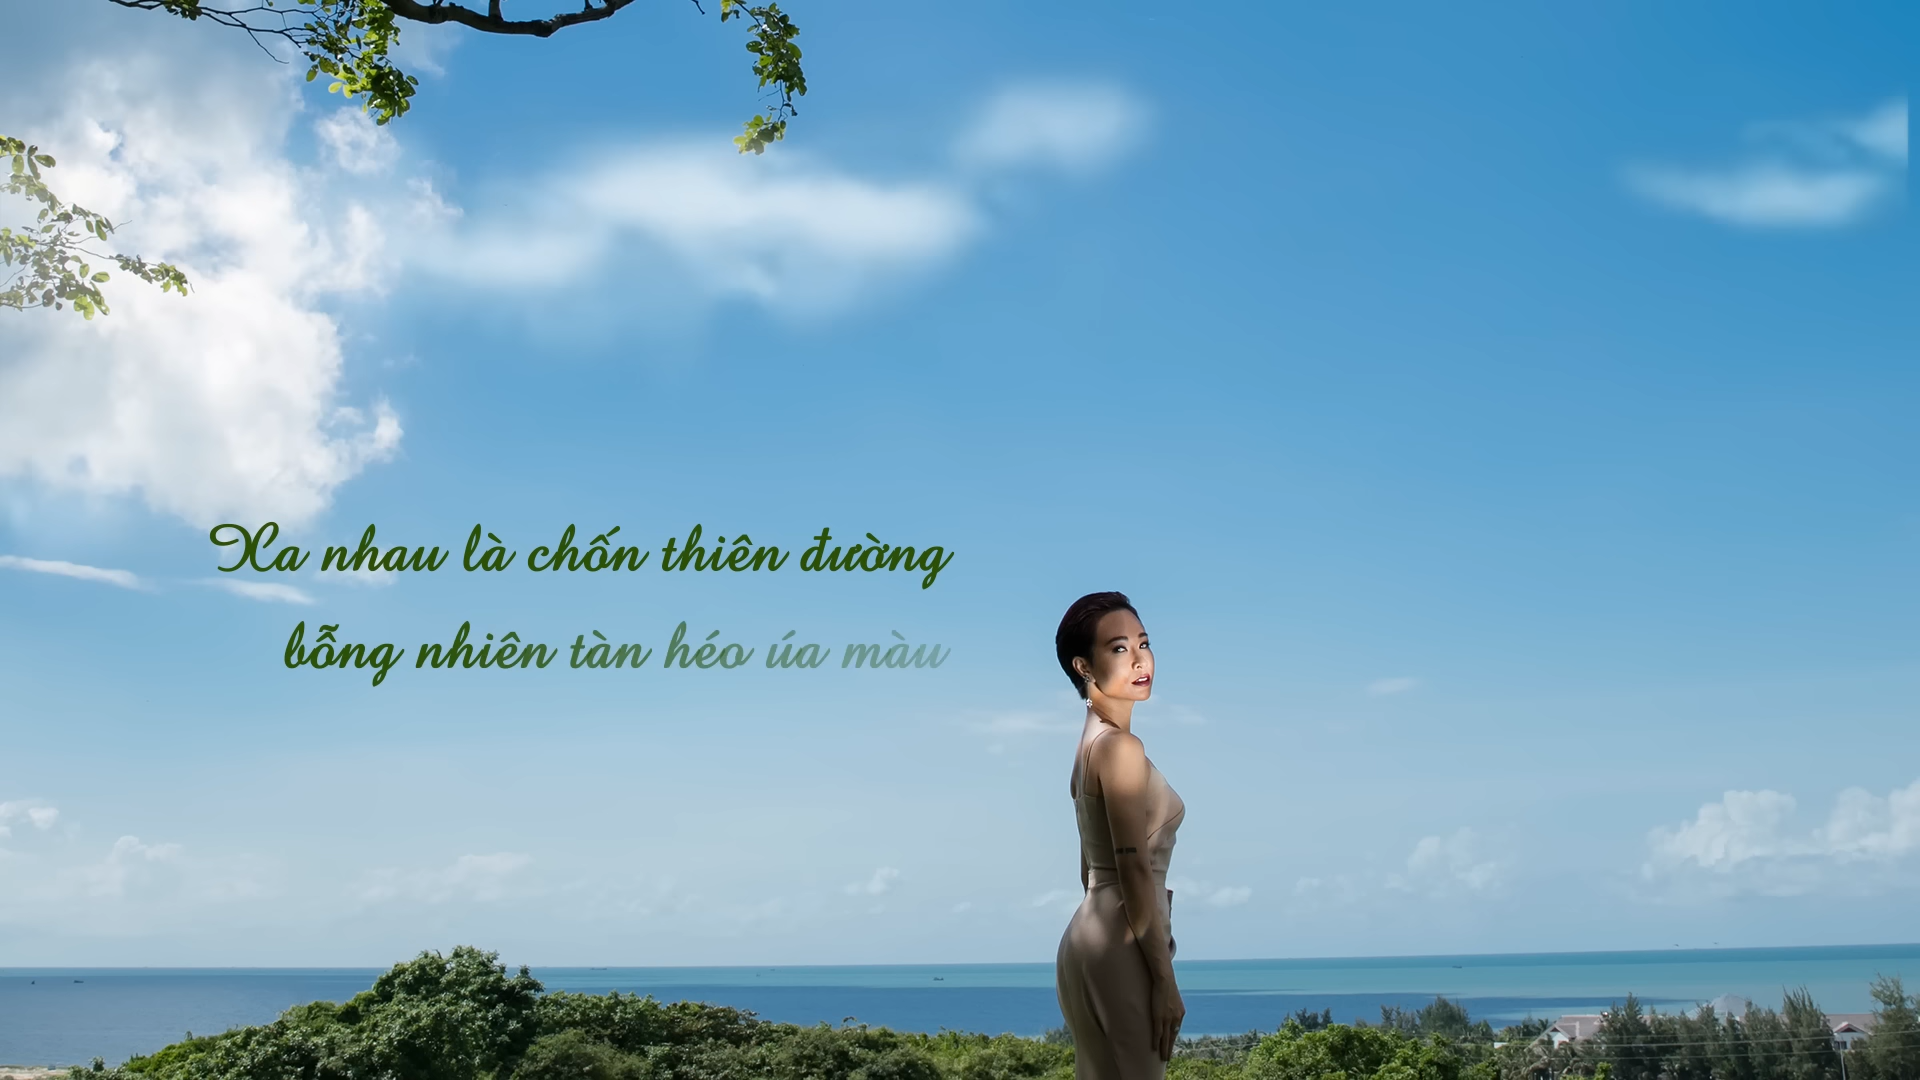 Xa nhau là chốn thiên đường
bỗng nhiên tàn héo úa màu